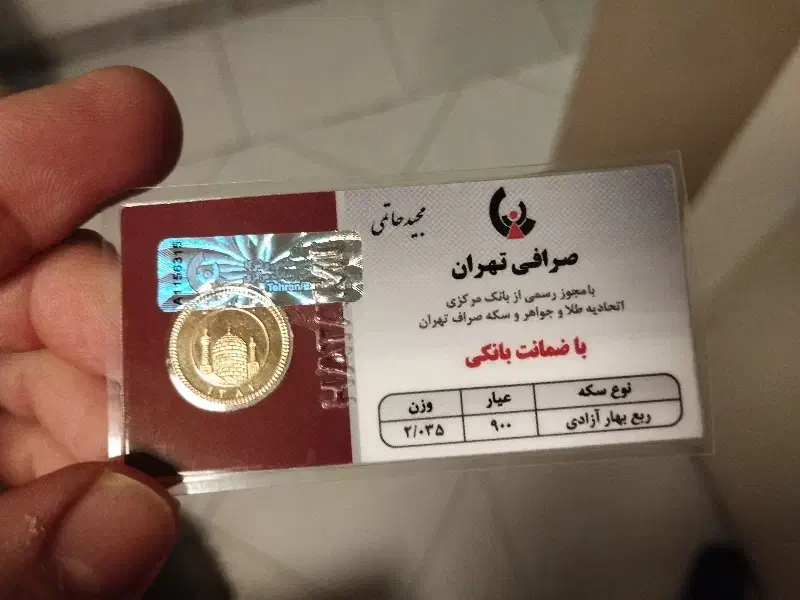 مجید حاتمی
صرافی تهران
با مجوز رسمی از بانک مرکزی
اتحادیه طلا و جواهر و سکه صراف تهران
با ضمانت بانکی
نوع سکه عیار وزن
ربع بهار آزادی ۹۰۰ ۲/۰۳۵
A1156315